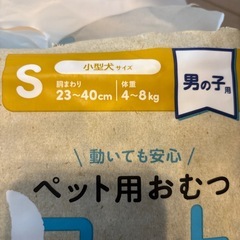 S
小型犬サイズ
胴まわり 体重
23~40cm 4~8kg
男の子用
動いても安心
ペット用おむつ